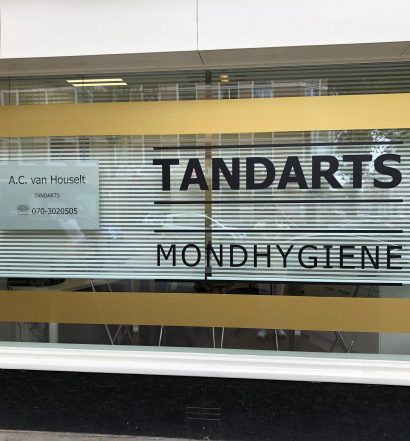 A.C. van Houselt
TANDARTS
☎ 070-3020505
TANDARTS
MONDHYGIENE